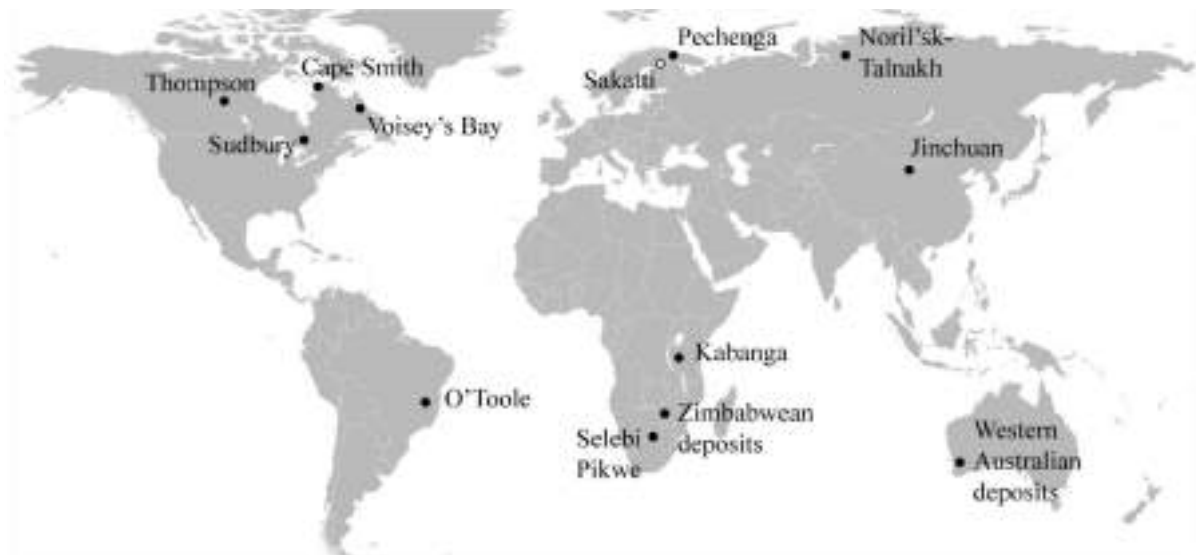 Pechenga
Noril'sk-
Talnakh
Sakatti
Cape Smith
Thompson
Voisey's Bay
Sudbury
Jinchuan
Kabanga
O'Toole
Zimbabwean
deposits
Selebi
Pikwe
Western
Australian
deposits